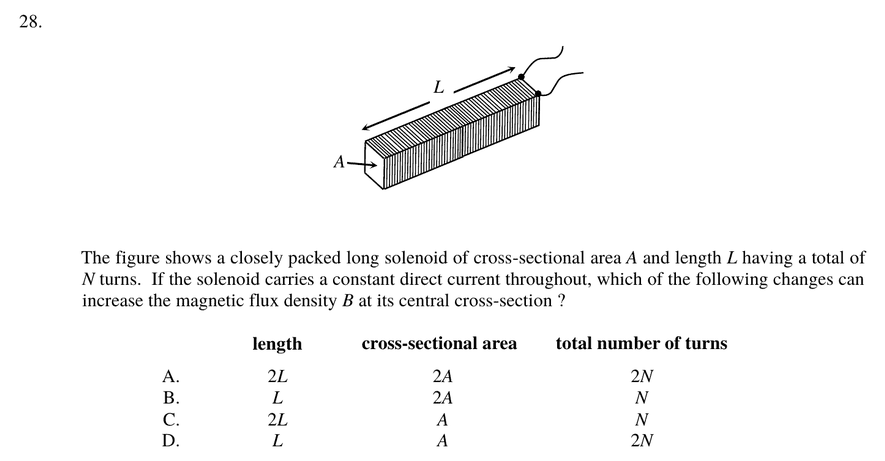 28.
L
A
The figure shows a closely packed long solenoid of cross-sectional area A and length L having a total of
N turns. If the solenoid carries a constant direct current throughout, which of the following changes can
increase the magnetic flux density B at its central cross-section ?
length cross-sectional area total number of turns
A. 2L 2A 2N
B. L 2A N
C. 2L A N
D. L A 2N